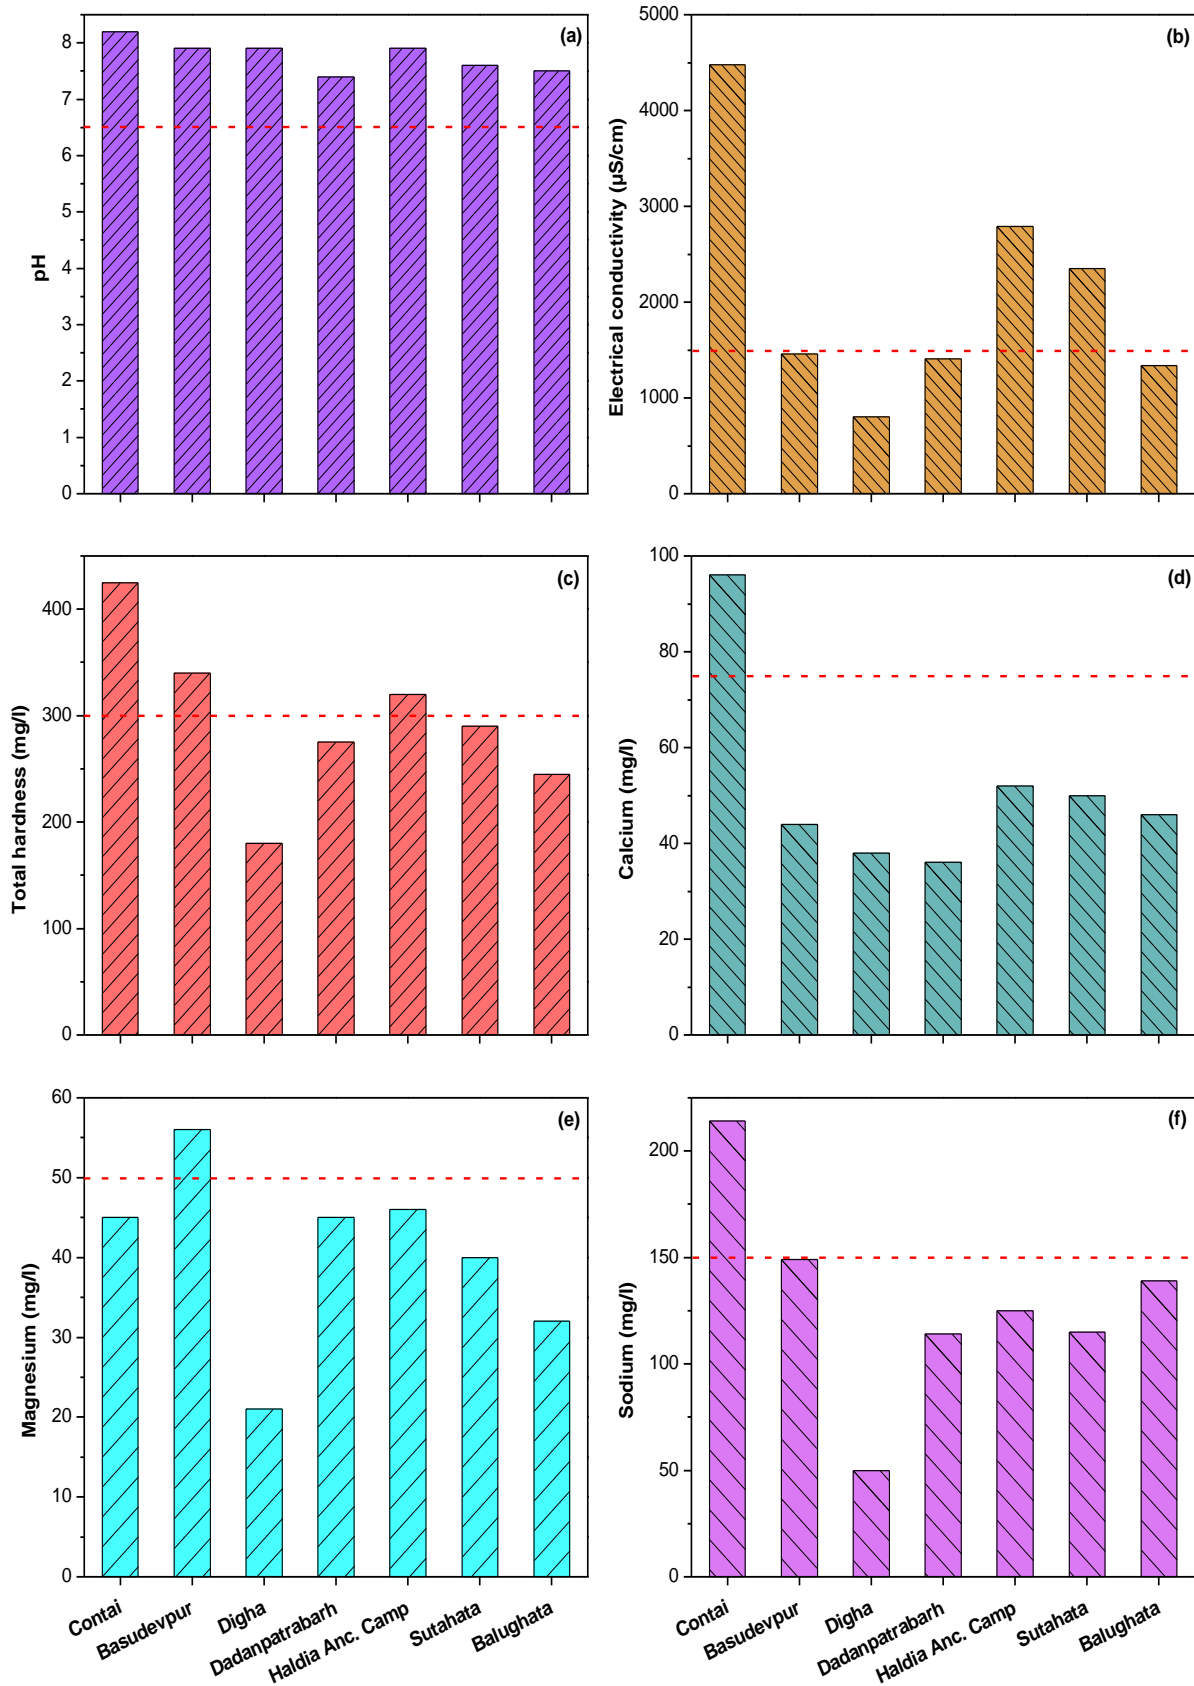 (a)
pH
8
7
6
5
4
3
2
1
0
(b)
Electrical conductivity (µS/cm)
5000
4000
3000
2000
1000
0
(c)
Total hardness (mg/l)
400
300
200
100
0
(d)
Calcium (mg/l)
100
80
60
40
20
0
(e)
Magnesium (mg/l)
60
50
40
30
20
10
0
Contai
Basudevpur
Digha
Dadanpatrabarh
Haldia Anc. Camp
Sutahata
Balughata
(f)
Sodium (mg/l)
200
150
100
50
0
Contai
Basudevpur
Digha
Dadanpatrabarh
Haldia Anc. Camp
Sutahata
Balughata